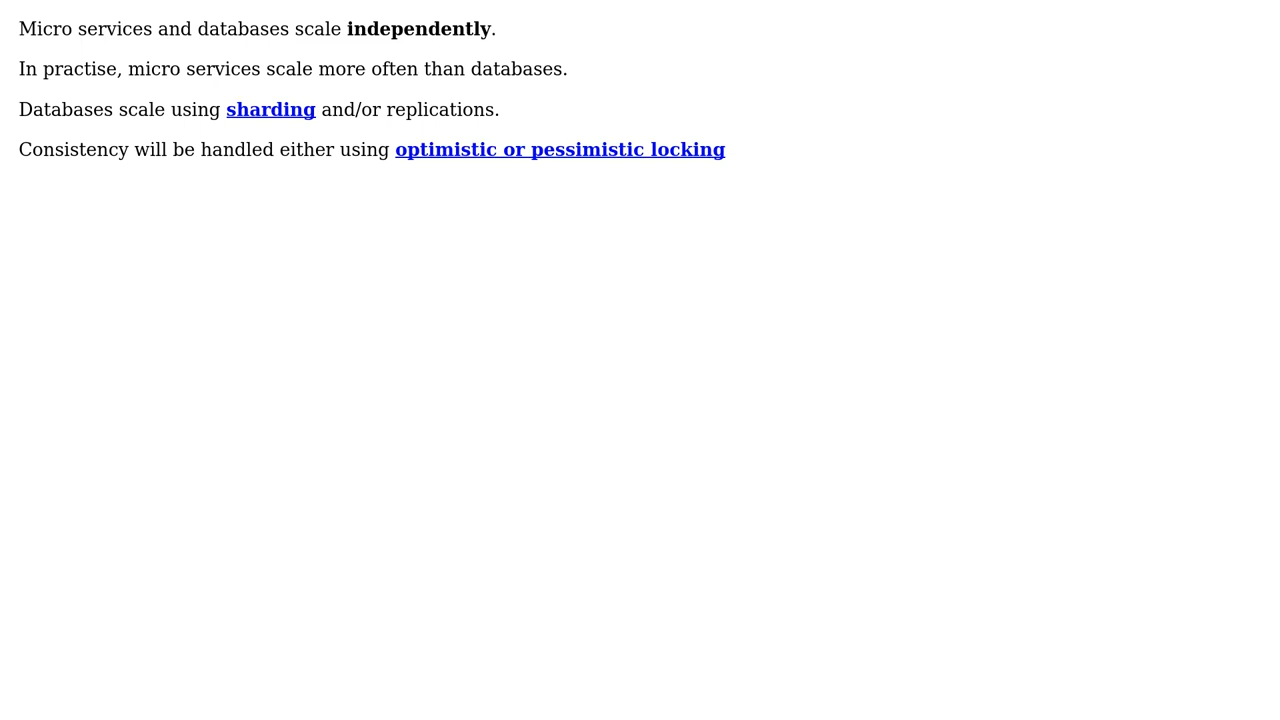 Micro services and databases scale independently.
In practise, micro services scale more often than databases.
Databases scale using sharding and/or replications.
Consistency will be handled either using optimistic or pessimistic locking